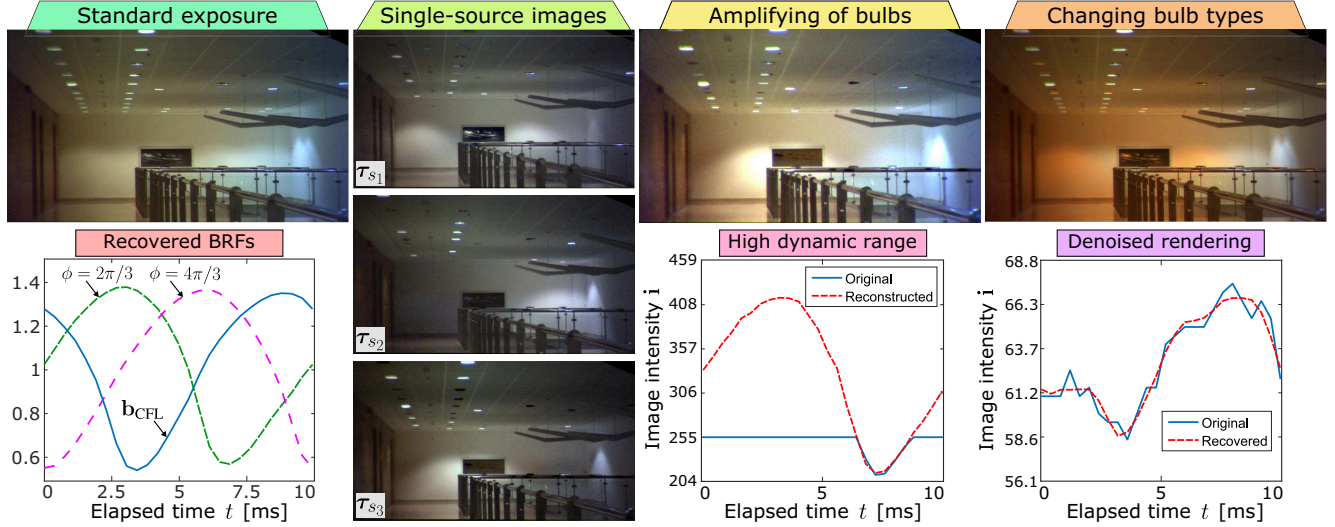 Standard exposure
Single-source images
Amplifying of bulbs
Changing bulb types
τs1
τs2
τs3
Recovered BRFs
ϕ = 2π/3
ϕ = 4π/3
bCFL
1.4
1.2
1
0.8
0.6
0
2.5
5
7.5
10
Elapsed time t [ms]
High dynamic range
Image intensity i
459
408
357
306
255
204
Original
Reconstructed
0
5
10
Elapsed time t [ms]
Denoised rendering
Image intensity i
68.8
66.3
63.7
61.2
58.6
56.1
Original
Recovered
0
5
10
Elapsed time t [ms]